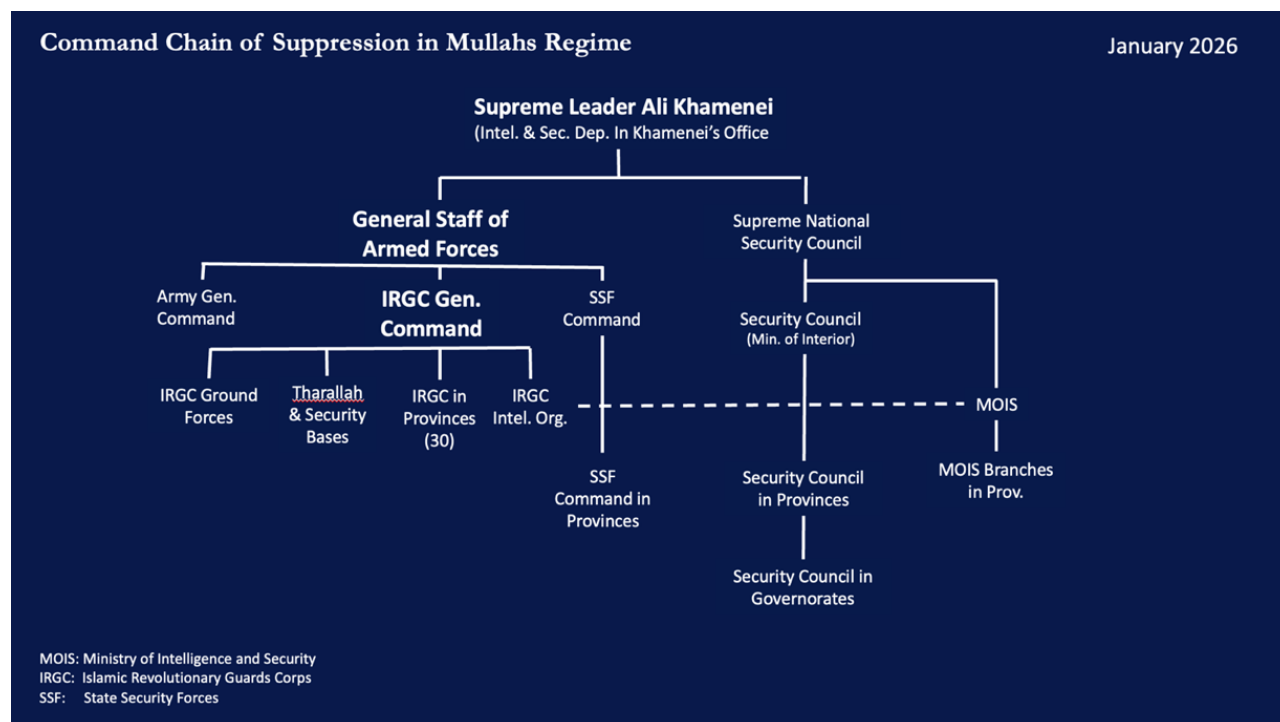 Command Chain of Suppression in Mullahs Regime
January 2026
Supreme Leader Ali Khamenei
(Intel. & Sec. Dep. In Khamenei's Office
General Staff of
Armed Forces
Supreme National
Security Council
Army Gen.
Command
IRGC Gen.
Command
SSF
Command
Security Council
(Min. of Interior)
IRGC Ground
Forces
Tharallah
& Security
Bases
IRGC in
Provinces
(30)
IRGC
Intel. Org.
MOIS
SSF
Command in
Provinces
Security Council
in Provinces
MOIS Branches
in Prov.
Security Council in
Governorates
MOIS: Ministry of Intelligence and Security
IRGC: Islamic Revolutionary Guards Corps
SSF: State Security Forces